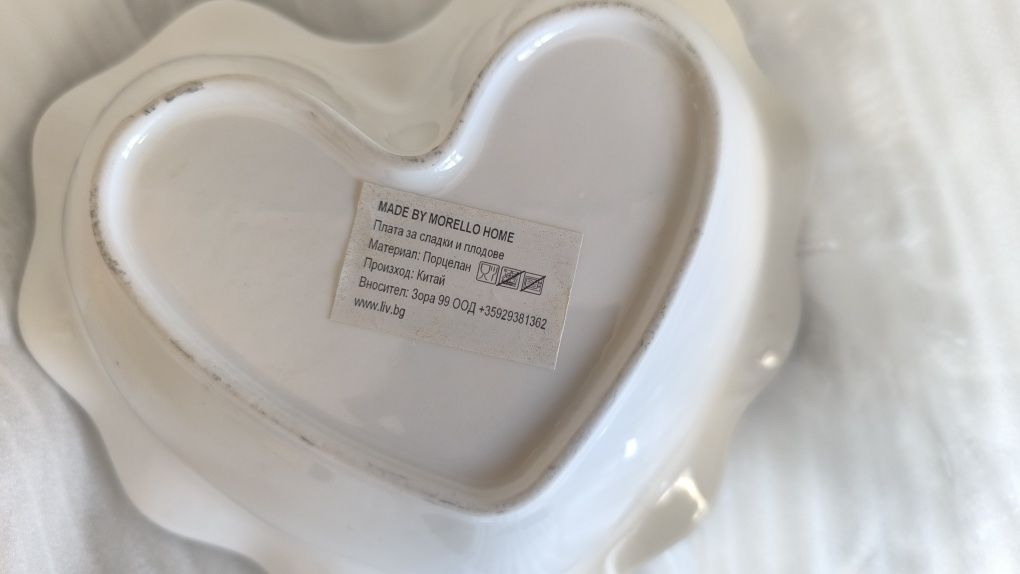 MADE BY MORELLO HOME
Плата за сладки и плодове
Материал: Порцелан
Произход: Китай
Вносител: Зора 99 ООД +35929381362
www.liv.bg